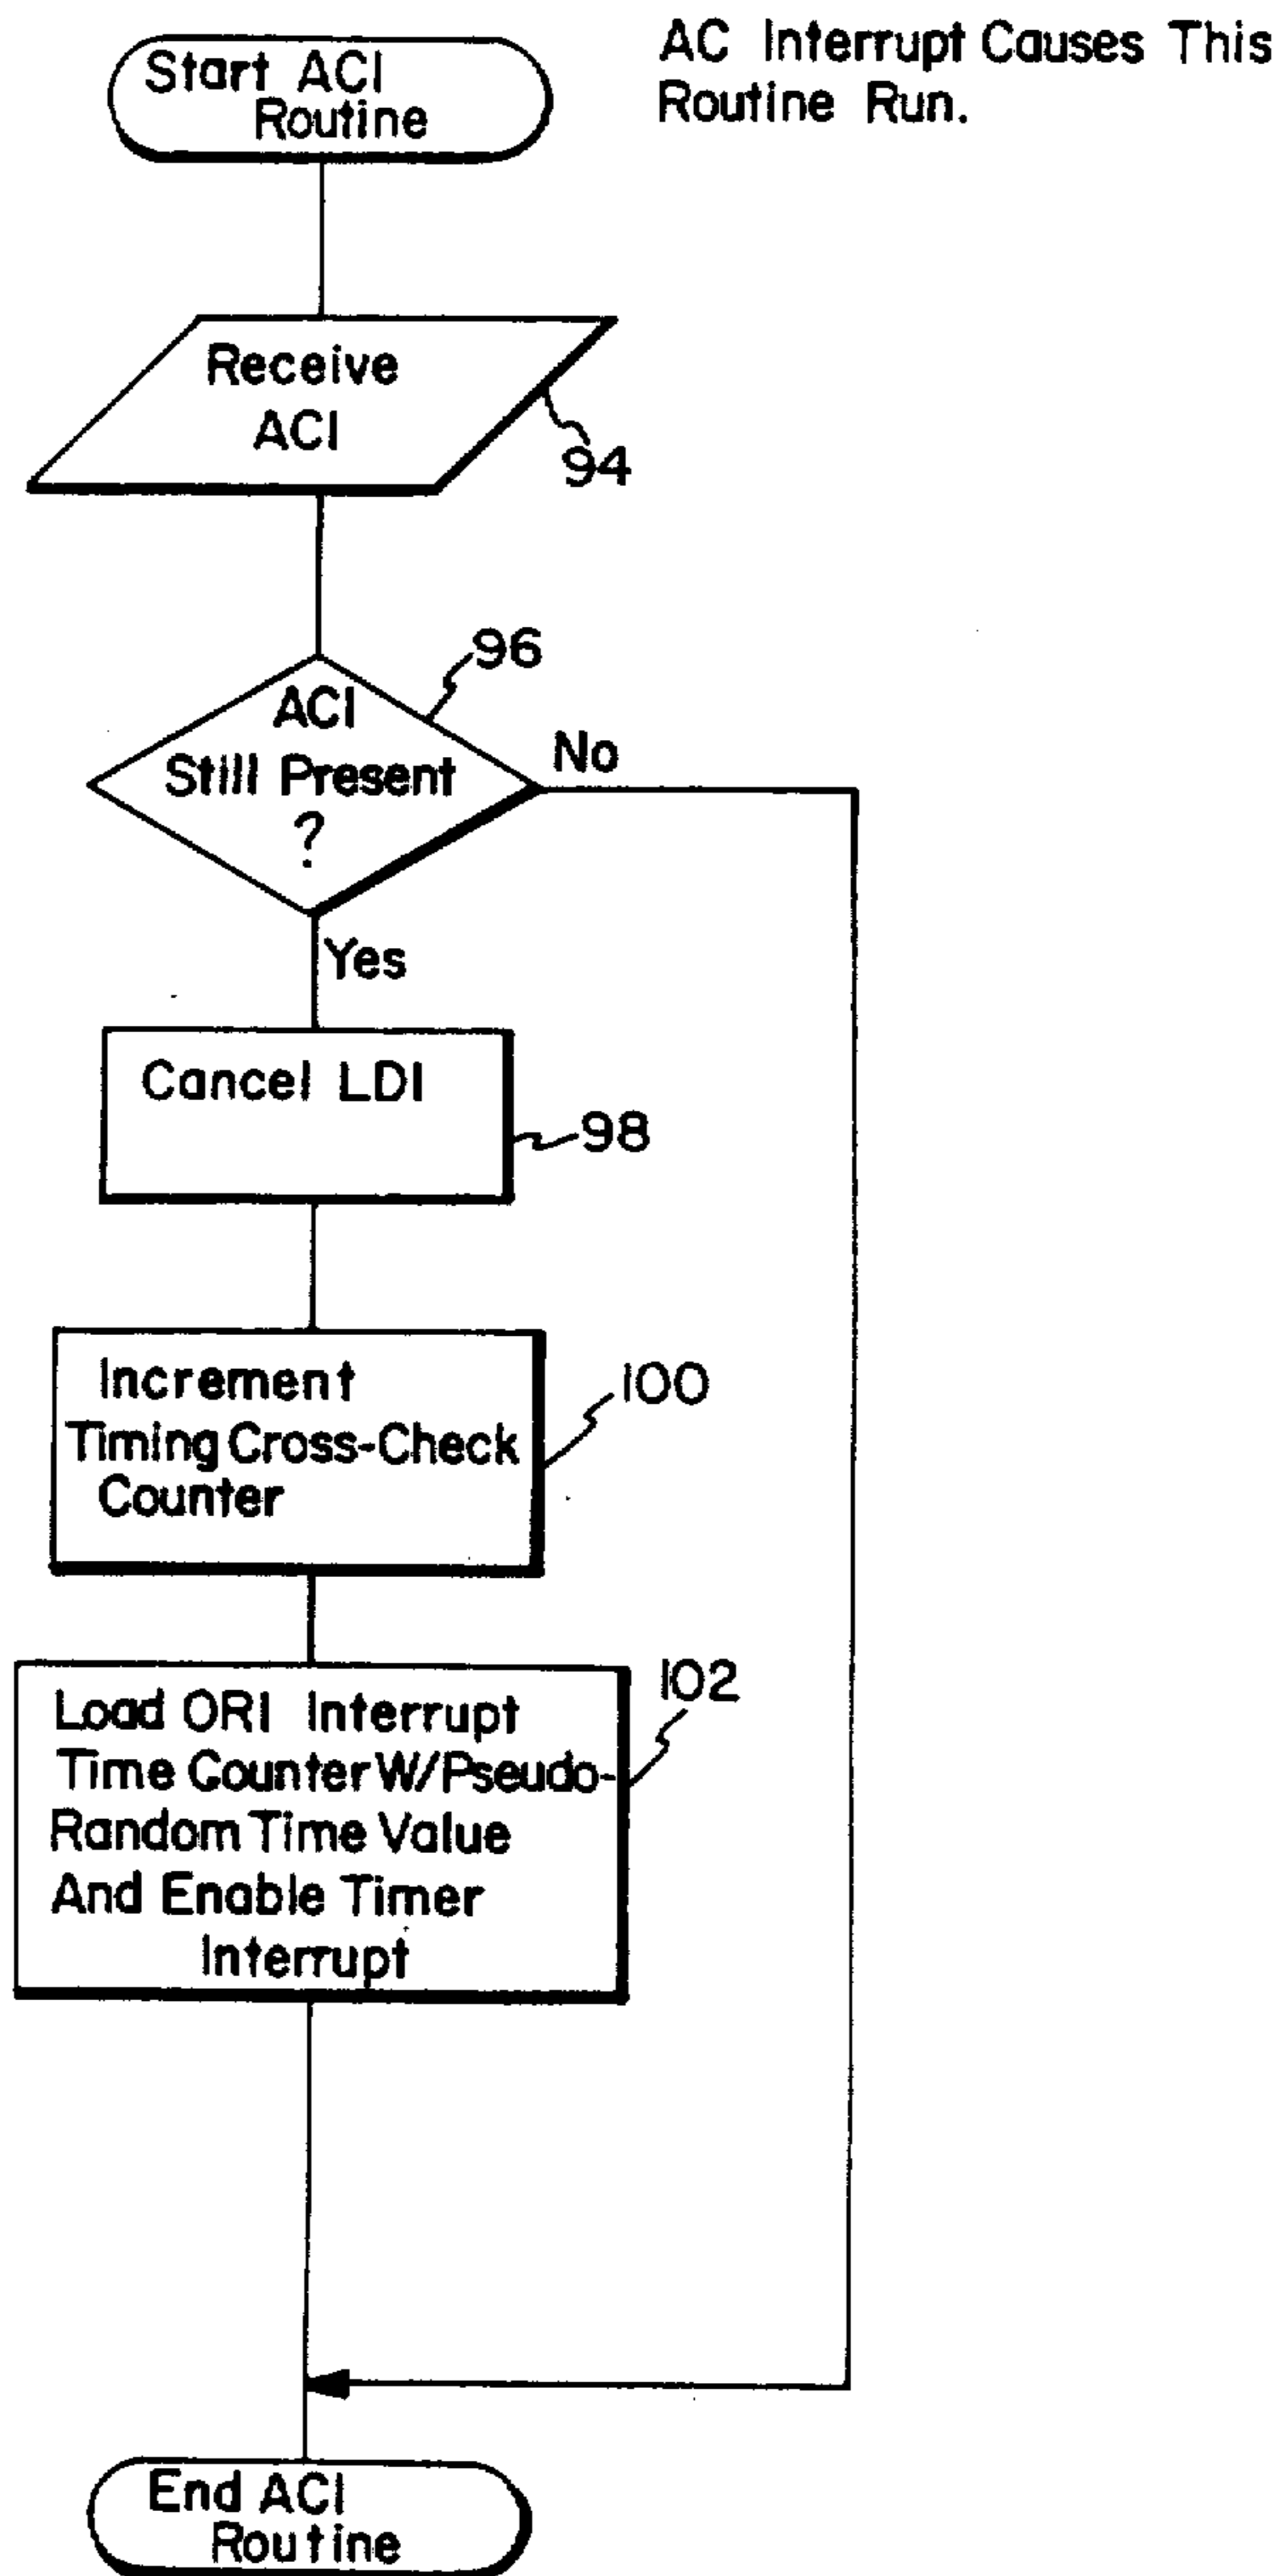 Start ACI
Routine
AC Interrupt Causes This
Routine Run.
Receive
ACI
94
96
ACI
Still Present
?
No
Yes
Cancel LDI
98
Increment
Timing Cross-Check
Counter
100
Load ORI Interrupt
Time Counter W/Pseudo-
Random Time Value
And Enable Timer
Interrupt
102
End ACI
Routine